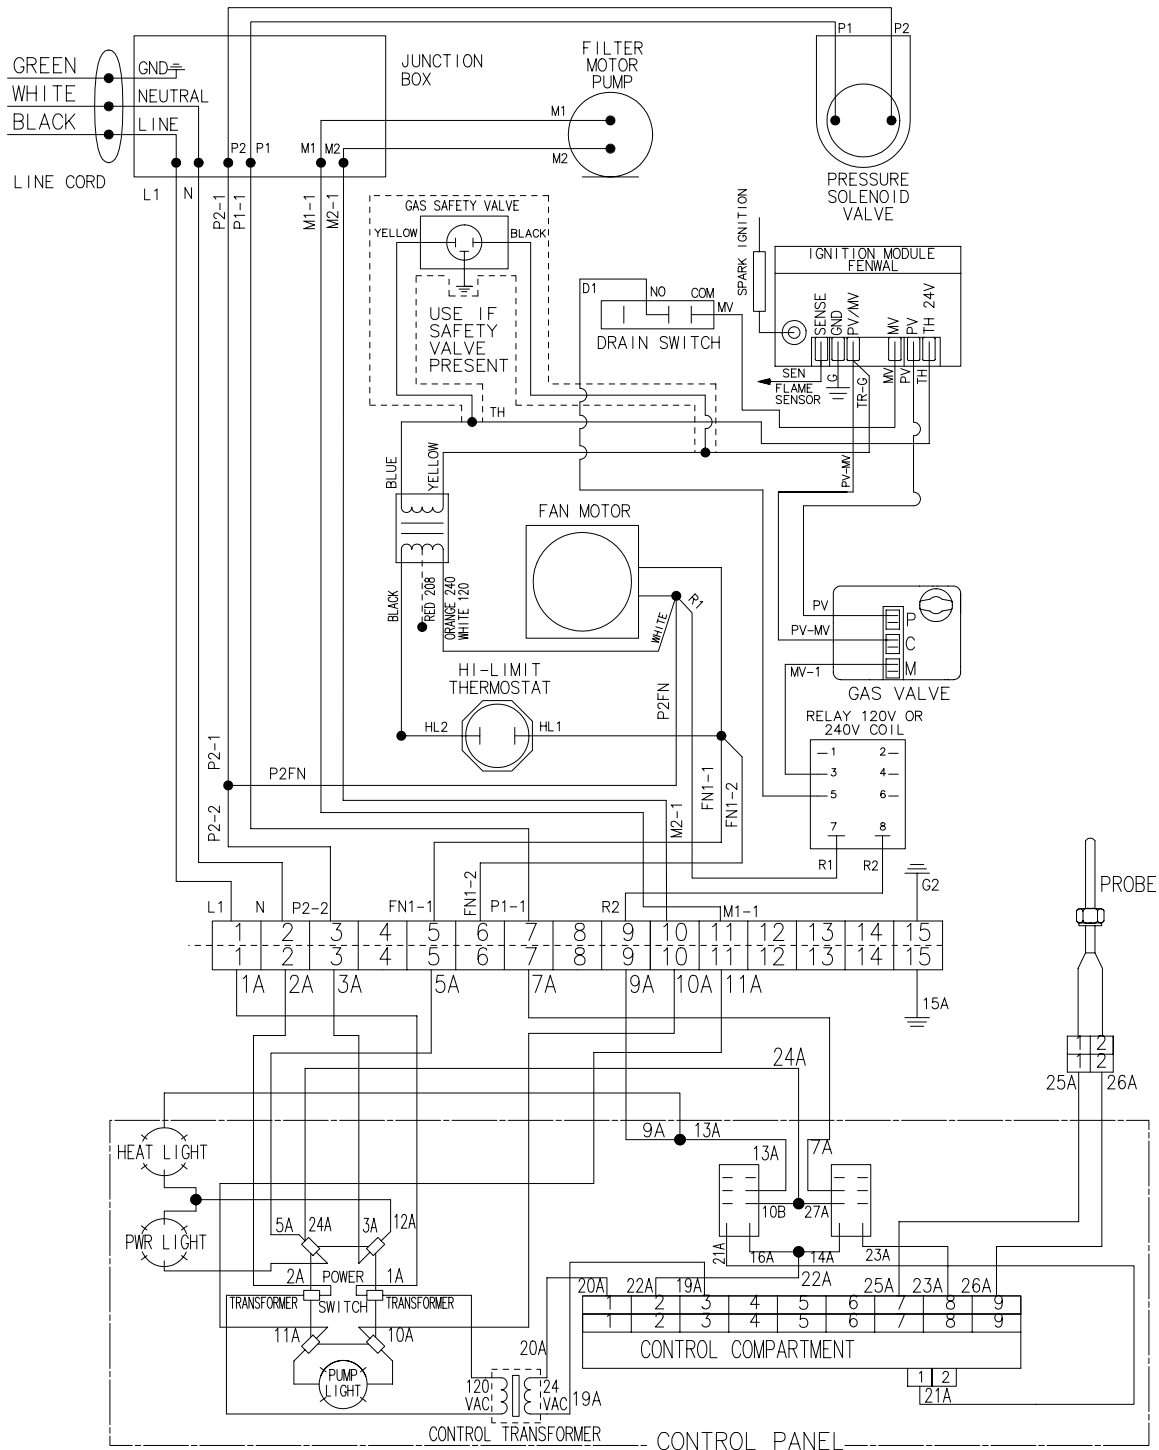 P1 P2
GREEN
GND
WHITE
NEUTRAL
BLACK
LINE
LINE CORD
JUNCTION
BOX
P2 P1 M1 M2
L1 N
P2-1
P1-1
M1-1
M2-1
FILTER
MOTOR
PUMP
M1
M2
PRESSURE
SOLENOID
VALVE
GAS SAFETY VALVE
YELLOW
BLACK
USE IF
SAFETY
VALVE
PRESENT
D1
NO
COM
MV
DRAIN SWITCH
SPARK IGNITION
IGNITION MODULE
FENWAL
SENSE
GND
PV/MV
MV
PV
TH 24V
SEN
FLAME
SENSOR
G
TR-G
MV
PV
TH
TH
BLUE
YELLOW
PV-MV
FAN MOTOR
BLACK
RED 208
ORANGE 240
WHITE 120
WHITE
R1
P2FN
HI-LIMIT
THERMOSTAT
HL2
HL1
PV
PV-MV
MV-1
P
C
M
GAS VALVE
RELAY 120V OR
240V COIL
1 2
3 4
5 6
7 8
R1 R2
P2-1
P2FN
P2-2
M2-1
FN1-1
FN1-2
G2
PROBE
L1 N P2-2 FN1-1 FN1-2 P1-1 R2 M1-1
1 2 3 4 5 6 7 8 9 10 11 12 13 14 15
1 2 3 4 5 6 7 8 9 10 11 12 13 14 15
1A 2A 3A 5A 7A 9A 10A 11A
15A
1 2
1 2
25A 26A
24A
9A 13A
13A
7A
HEAT LIGHT
PWR LIGHT
5A 24A 3A 12A
2A POWER 1A
TRANSFORMER SWITCH TRANSFORMER
11A 10A
PUMP
LIGHT
10B 27A
21A 16A 14A 23A
22A
20A 22A 19A 25A 23A 26A
1 2 3 4 5 6 7 8 9
1 2 3 4 5 6 7 8 9
CONTROL COMPARTMENT
1 2
21A
20A
120
VAC
24
VAC
19A
CONTROL TRANSFORMER
CONTROL PANEL